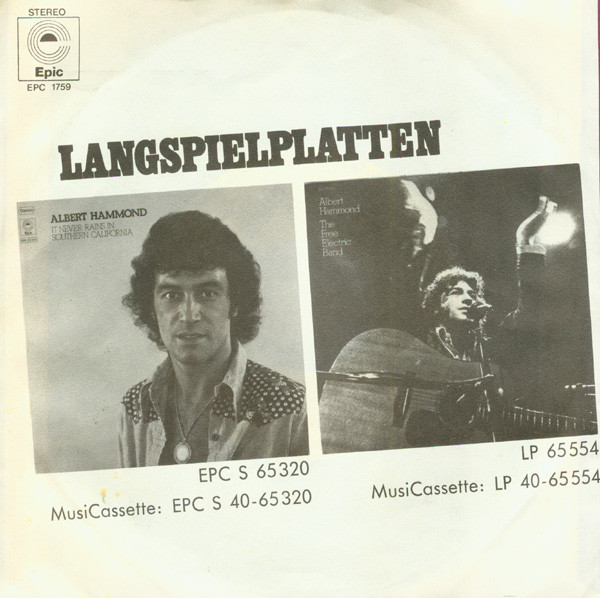 STEREO
Epic
EPC 1759
LANGSPIELPLATTEN
ALBERT HAMMOND
IT NEVER RAINS IN
SOUTHERN CALIFORNIA
Epic
EPC S 65320
MusiCassette: EPC S 40-65320
Albert
Hammond
The
Free
Electric
Band
LP 65554
MusiCassette: LP 40-65554